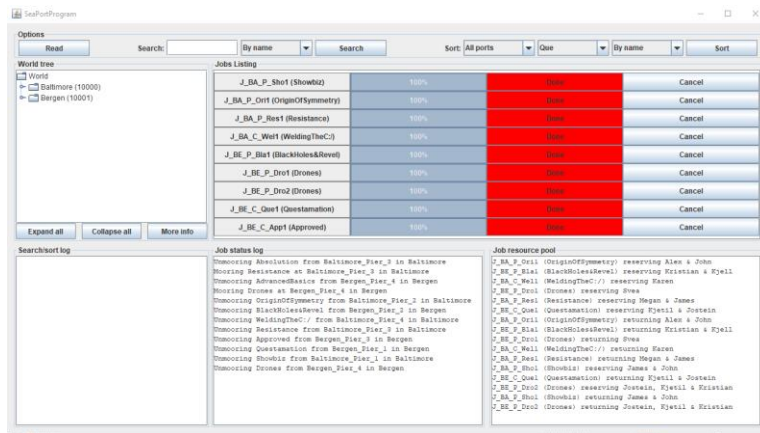 SeaPortProgram
Options
Read Search: By name Search Sort: All ports Que By name Sort
World tree
World
Baltimore (10000)
Bergen (10001)
Expand all Collapse all More info
Jobs Listing
J_BA_P_Sho1 (Showbiz) 100% Done Cancel
J_BA_P_Ori1 (OriginOfSymmetry) 100% Done Cancel
J_BA_P_Res1 (Resistance) 100% Done Cancel
J_BA_C_Wel1 (WeldingTheC:/) 100% Done Cancel
J_BE_P_Bla1 (BlackHoles&Revel) 100% Done Cancel
J_BE_P_Dro1 (Drones) 100% Done Cancel
J_BE_P_Dro2 (Drones) 100% Done Cancel
J_BE_C_Que1 (Questamation) 100% Done Cancel
J_BE_C_App1 (Approved) 100% Done Cancel
Search/sort log
Job status log
Unmooring Absolution from Baltimore_Pier_3 in Baltimore
Mooring Resistance at Baltimore_Pier_3 in Baltimore
Unmooring AdvancedBasics from Bergen_Pier_4 in Bergen
Mooring Drones at Bergen_Pier_4 in Bergen
Unmooring OriginOfSymmetry from Baltimore_Pier_2 in Baltimore
Unmooring BlackHoles&Revel from Bergen_Pier_2 in Bergen
Unmooring WeldingTheC:/ from Baltimore_Pier_4 in Baltimore
Unmooring Resistance from Baltimore_Pier_3 in Baltimore
Unmooring Approved from Bergen_Pier_3 in Bergen
Unmooring Questamation from Bergen_Pier_1 in Bergen
Unmooring Showbiz from Baltimore_Pier_1 in Baltimore
Unmooring Drones from Bergen_Pier_4 in Bergen
Job resource pool
J_BA_P_Ori1 (OriginOfSymmetry) reserving Alex & John
J_BE_P_Bla1 (BlackHoles&Revel) reserving Kristian & Kjell
J_BA_C_Wel1 (WeldingTheC:/) reserving Karen
J_BE_P_Dro1 (Drones) reserving Svea
J_BA_P_Res1 (Resistance) reserving Megan & James
J_BE_C_Que1 (Questamation) reserving Kjetil & Jostein
J_BA_P_Ori1 (OriginOfSymmetry) returning Alex & John
J_BE_P_Bla1 (BlackHoles&Revel) returning Kristian & Kjell
J_BE_P_Dro1 (Drones) returning Svea
J_BA_C_Wel1 (WeldingTheC:/) returning Karen
J_BA_P_Res1 (Resistance) returning Megan & James
J_BA_P_Sho1 (Showbiz) reserving James & John
J_BE_C_Que1 (Questamation) returning Kjetil & Jostein
J_BE_P_Dro2 (Drones) reserving Jostein, Kjetil & Kristian
J_BA_P_Sho1 (Showbiz) returning James & John
J_BE_P_Dro2 (Drones) returning Jostein, Kjetil & Kristian